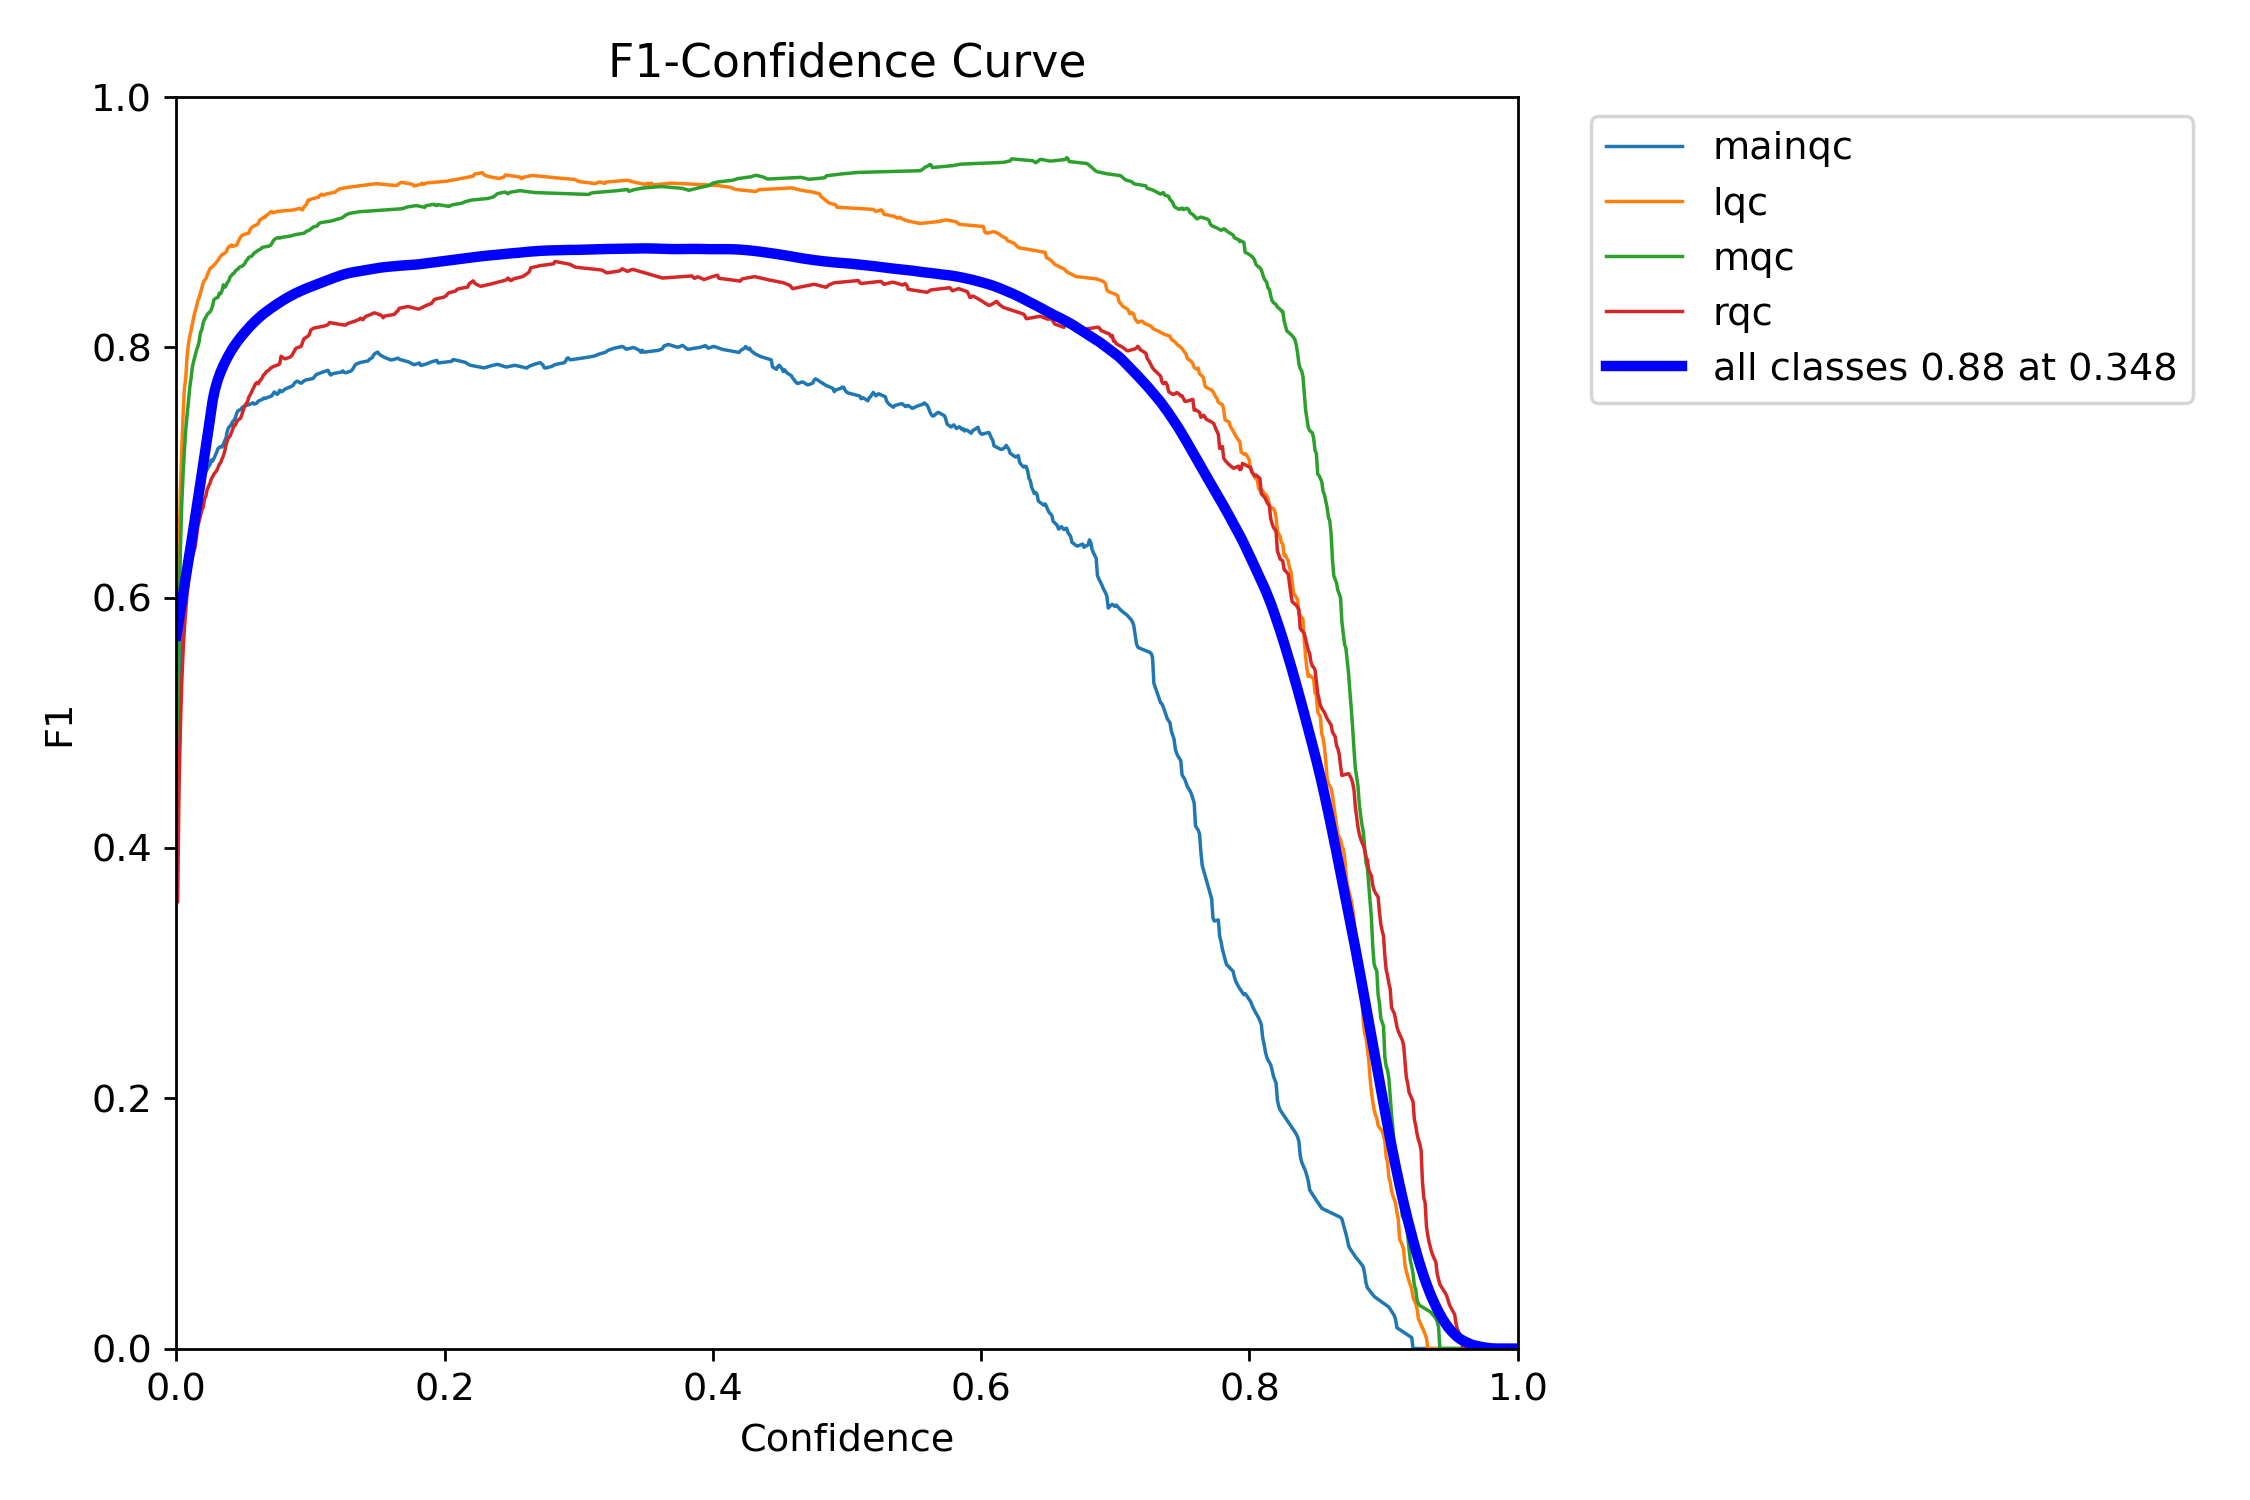 F1-Confidence Curve
1.0
0.8
0.6
0.4
0.2
0.0
F1
0.0 0.2 0.4 0.6 0.8 1.0
Confidence
mainqc
lqc
mqc
rqc
all classes 0.88 at 0.348